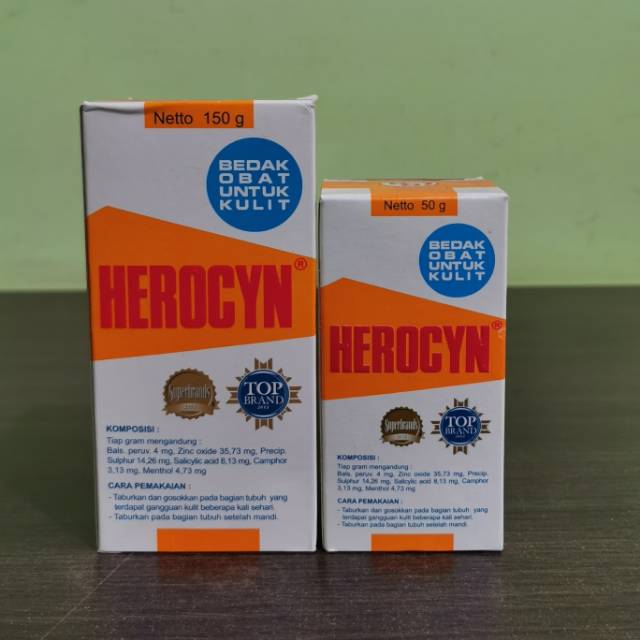 Netto 150 g
BEDAK
OBAT
UNTUK
KULIT
HEROCYN®
Superbrands
TOP
BRAND
2015
KOMPOSISI :
Tiap gram mengandung :
Bals. peruv. 4 mg, Zinc oxide 35,73 mg, Precip.
Sulphur 14,26 mg, Salicylic acid 8,13 mg, Camphor
3,13 mg, Menthol 4,73 mg
CARA PEMAKAIAN :
- Taburkan dan gosokkan pada bagian tubuh yang
terdapat gangguan kulit beberapa kali sehari.
- Taburkan pada bagian tubuh setelah mandi.
Netto 50 g
BEDAK
OBAT
UNTUK
KULIT
HEROCYN®
Superbrands
TOP
BRAND
KOMPOSISI :
Tiap gram mengandung :
Bals. peruv. 4 mg, Zinc oxide 35,73 mg, Precip.
Sulphur 14,26 mg, Salicylic acid 8,13 mg, Camphor
3,13 mg, Menthol 4,73 mg
CARA PEMAKAIAN :
- Taburkan dan gosokkan pada bagian tubuh yang
terdapat gangguan kulit beberapa kali sehari.
- Taburkan pada bagian tubuh setelah mandi.